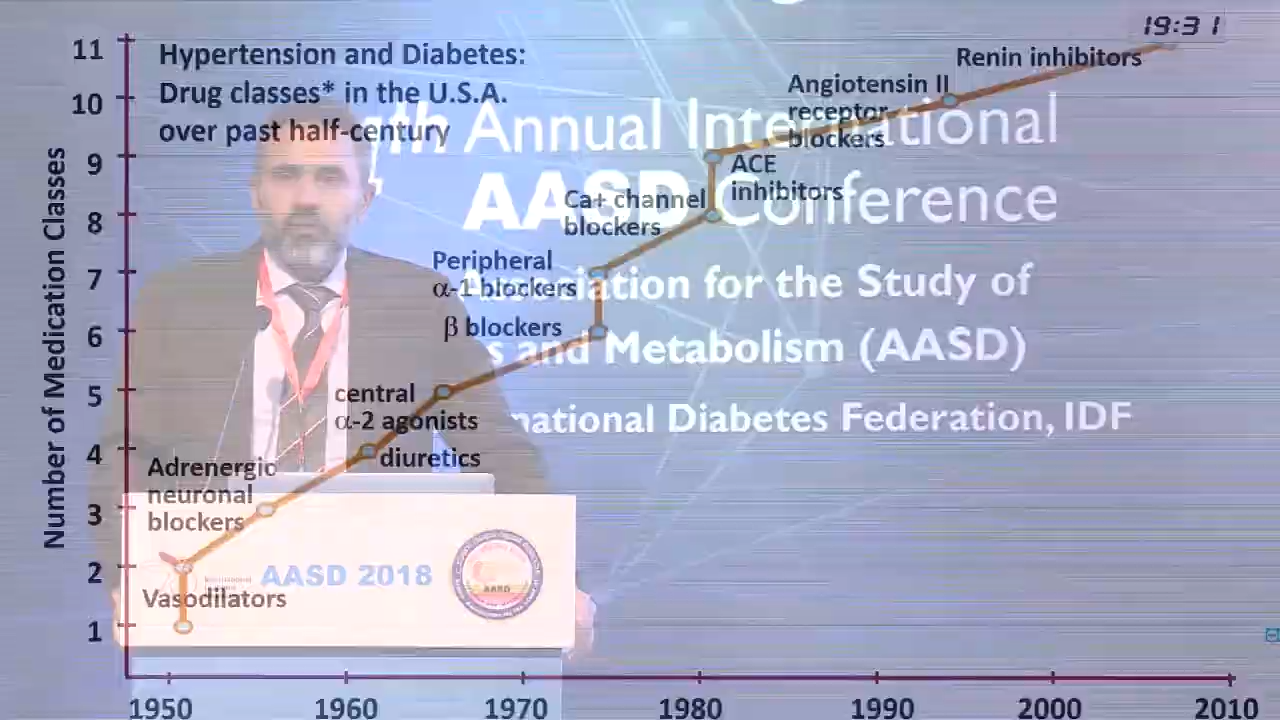 19:31
11
10
9
8
7
6
5
4
3
2
1
Number of Medication Classes
Hypertension and Diabetes:
Drug classes* in the U.S.A.
over past half-century
Renin inhibitors
Angiotensin II
receptor
blockers
ACE
inhibitors
Ca+ channel
blockers
Peripheral
α-1 blockers
β blockers
central
α-2 agonists
diuretics
Adrenergic
neuronal
blockers
Vasodilators
1950
1960
1970
1980
1990
2000
2010
th Annual International
AASD Conference
for the Study of
and Metabolism (AASD)
Diabetes Federation, IDF
AASD 2018
AASD